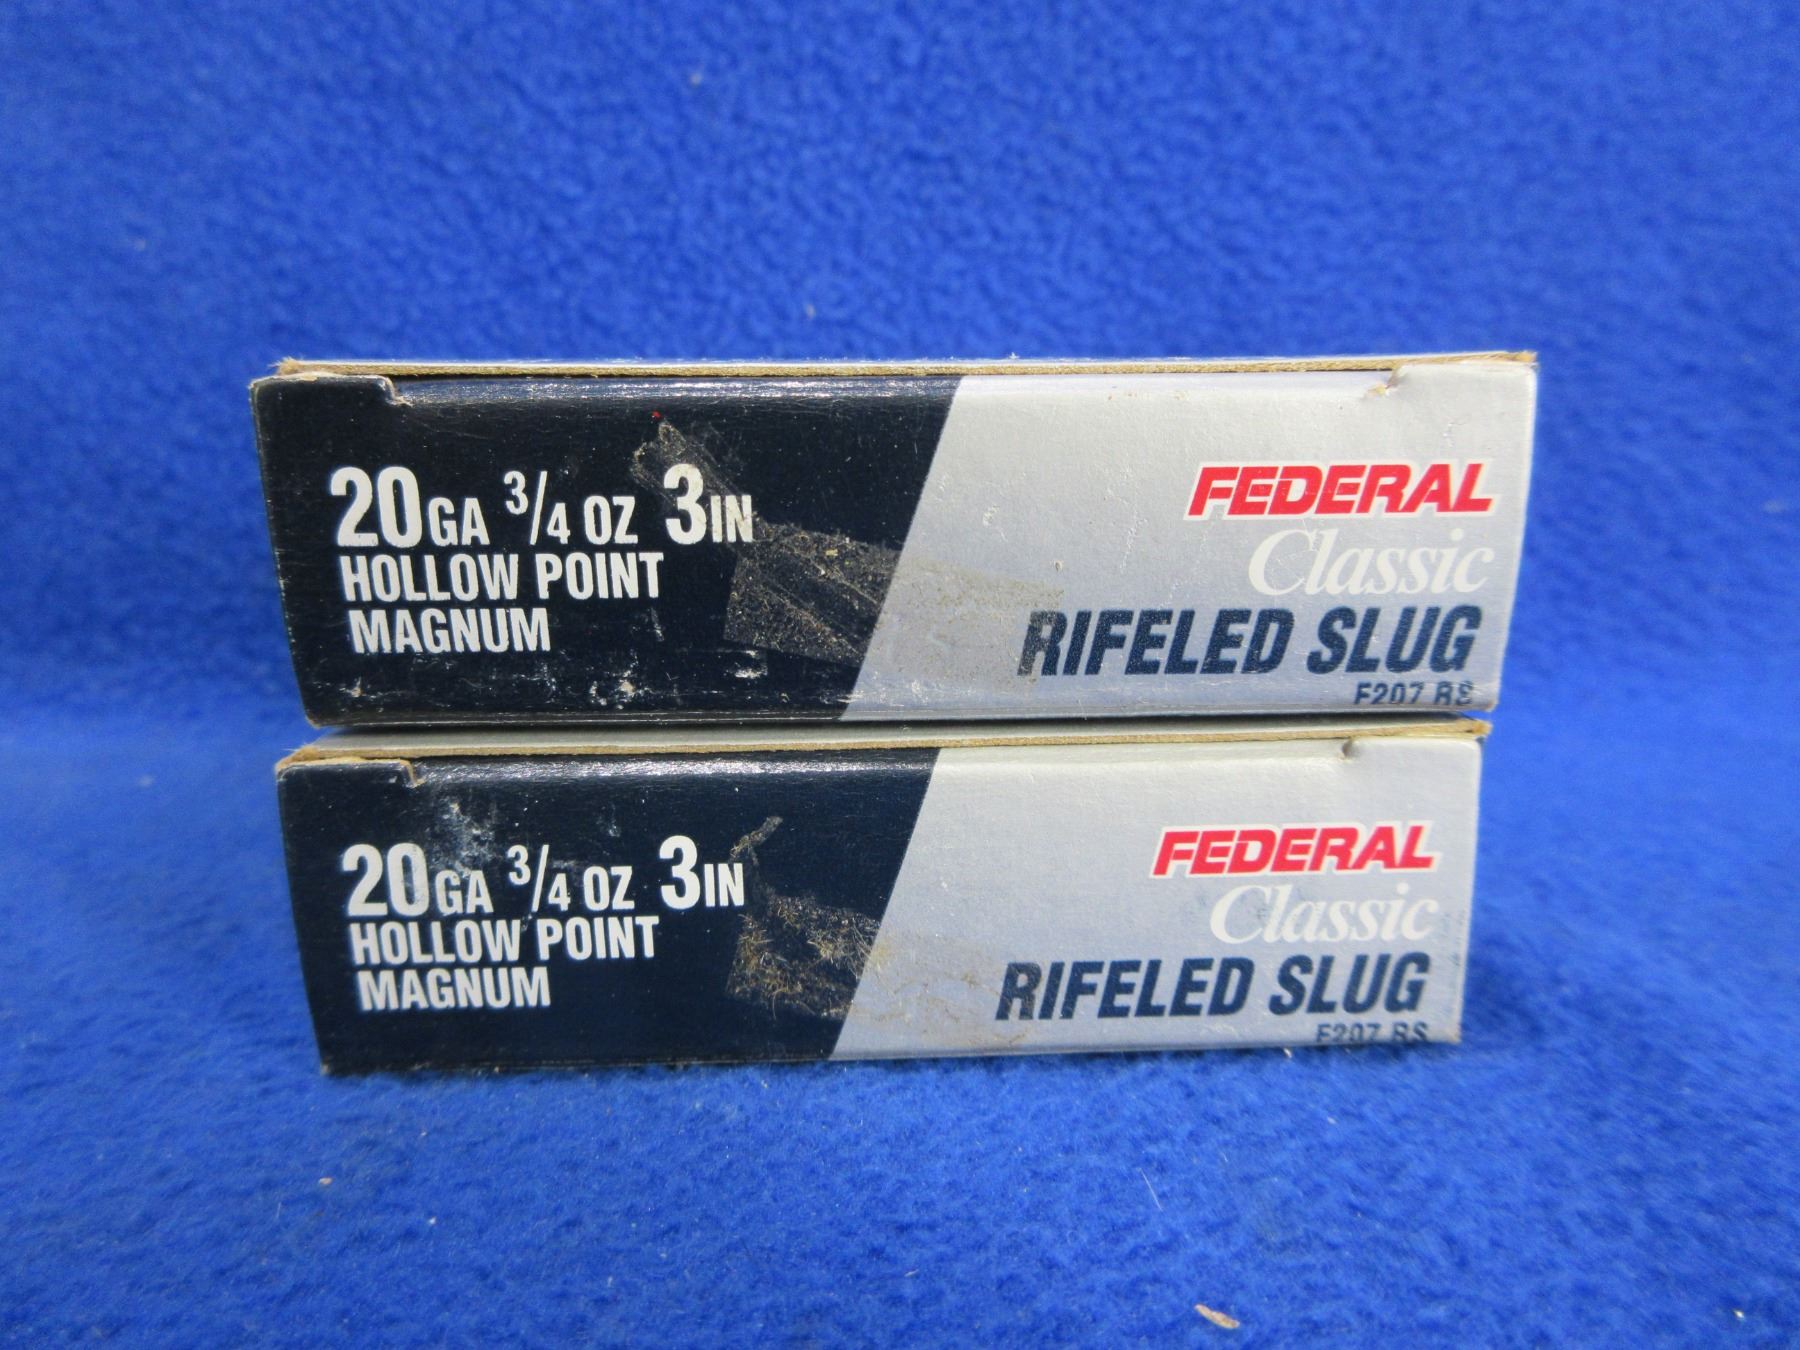 20GA 3/4 OZ 3IN
HOLLOW POINT
MAGNUM
FEDERAL
Classic
RIFELED SLUG
F207 RS
20GA 3/4 OZ 3IN
HOLLOW POINT
MAGNUM
FEDERAL
Classic
RIFELED SLUG
F207 RS